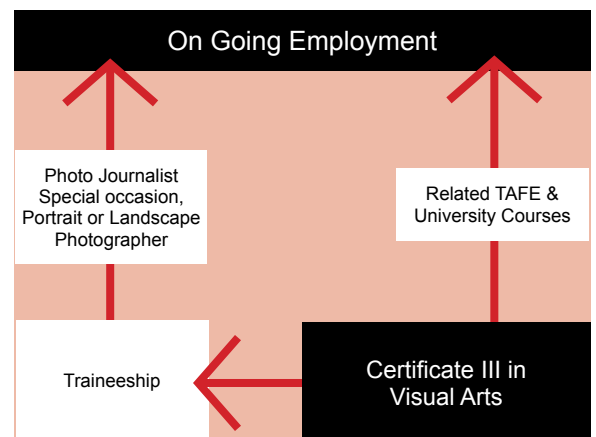 On Going Employment
Photo Journalist
Special occasion,
Portrait or Landscape
Photographer
Related TAFE &
University Courses
Traineeship
Certificate III in
Visual Arts